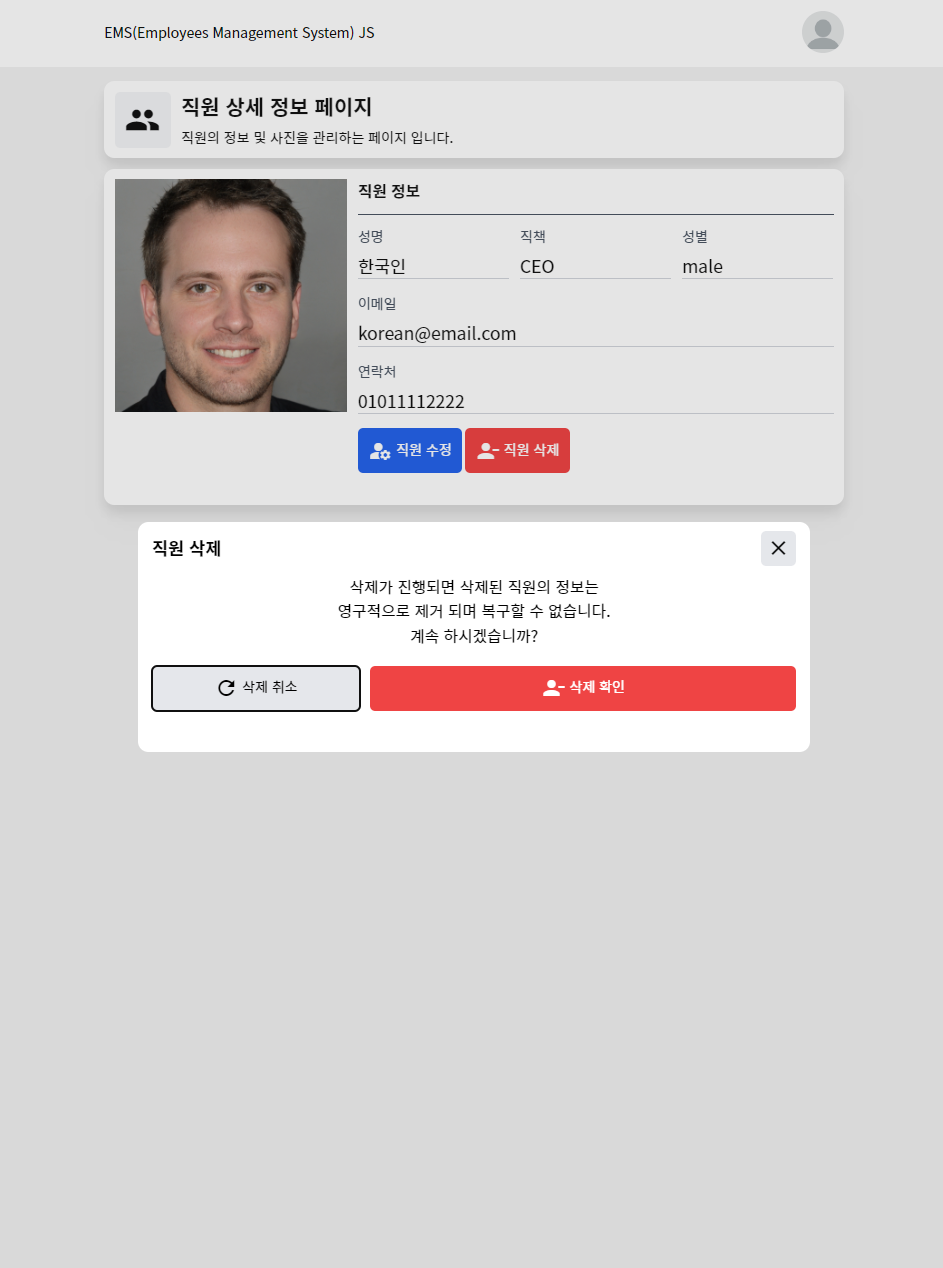 EMS(Employees Management System) JS
직원 상세 정보 페이지
직원의 정보 및 사진을 관리하는 페이지 입니다.
직원 정보
성명 직책 성별
한국인 CEO male
이메일
korean@email.com
연락처
01011112222
직원 수정 직원 삭제
직원 삭제
삭제가 진행되면 삭제된 직원의 정보는
영구적으로 제거 되며 복구할 수 없습니다.
계속 하시겠습니까?
삭제 취소 삭제 확인